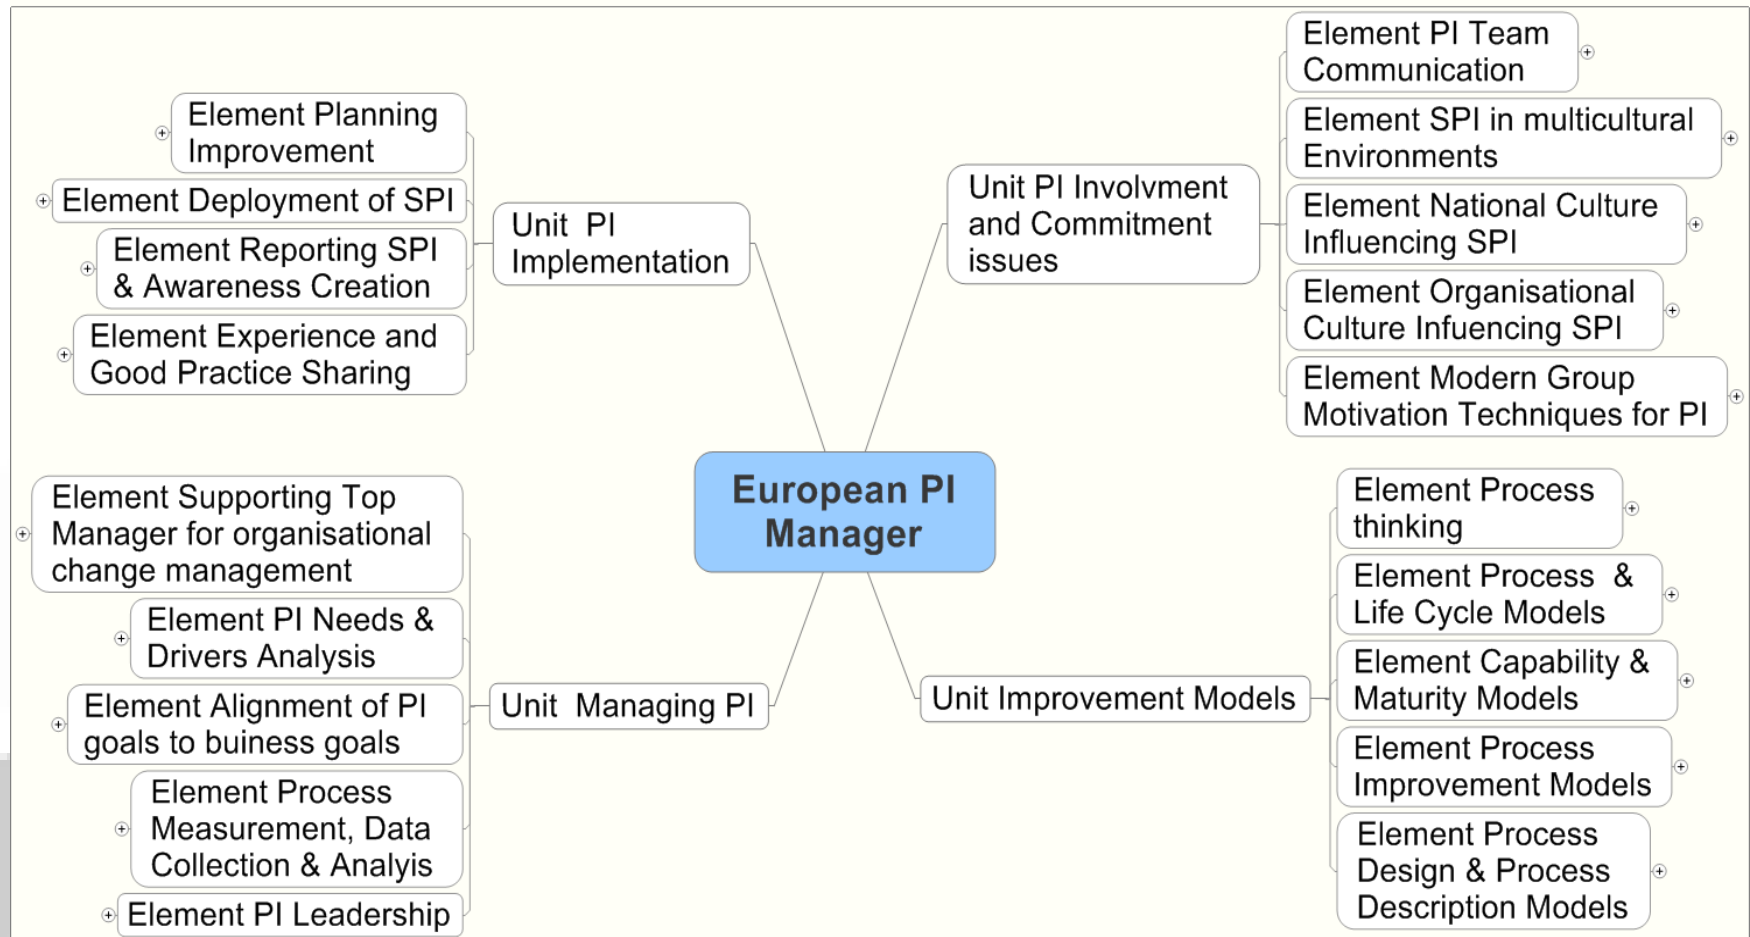 European PI
Manager
Unit PI
Implementation
Element Planning
Improvement
Element Deployment of SPI
Element Reporting SPI
& Awareness Creation
Element Experience and
Good Practice Sharing
Unit PI Involvment
and Commitment
issues
Element PI Team
Communication
Element SPI in multicultural
Environments
Element National Culture
Influencing SPI
Element Organisational
Culture Infuencing SPI
Element Modern Group
Motivation Techniques for PI
Unit Managing PI
Element Supporting Top
Manager for organisational
change management
Element PI Needs &
Drivers Analysis
Element Alignment of PI
goals to buiness goals
Element Process
Measurement, Data
Collection & Analyis
Element PI Leadership
Unit Improvement Models
Element Process
thinking
Element Process &
Life Cycle Models
Element Capability &
Maturity Models
Element Process
Improvement Models
Element Process
Design & Process
Description Models